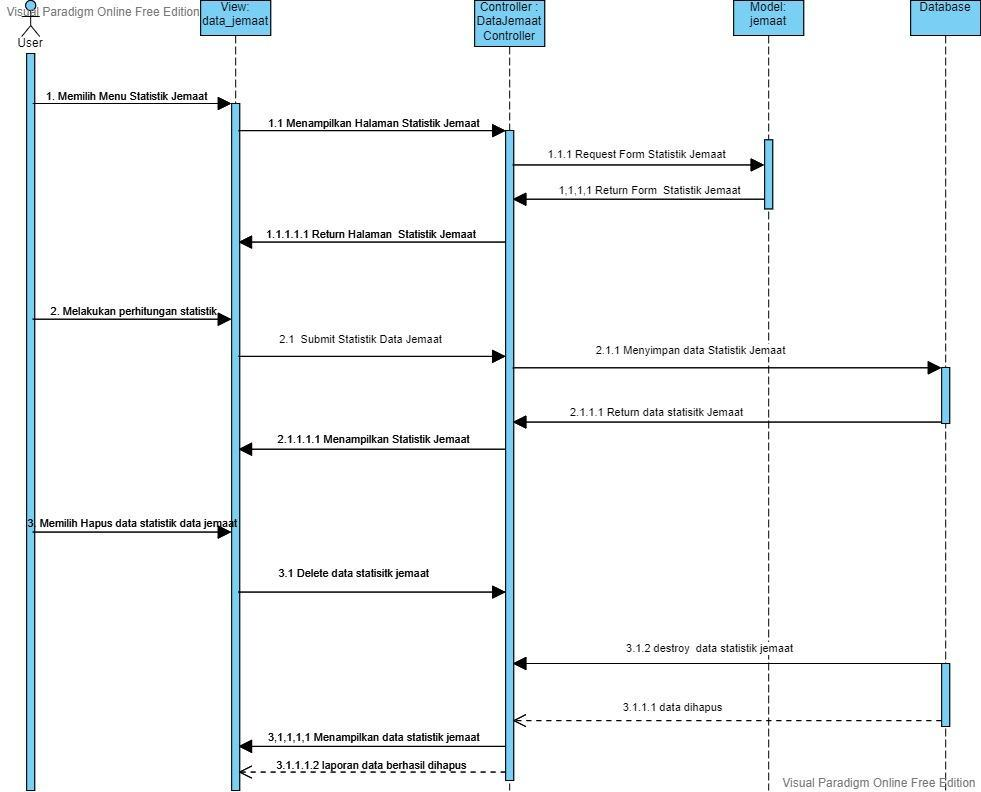 Visual Paradigm Online Free Edition
User
View:
data_jemaat
Controller :
DataJemaat
Controller
Model:
jemaat
Database
1. Memilih Menu Statistik Jemaat
1.1 Menampilkan Halaman Statistik Jemaat
1.1.1 Request Form Statistik Jemaat
1,1,1,1 Return Form  Statistik Jemaat
1.1.1.1.1 Return Halaman  Statistik Jemaat
2. Melakukan perhitungan statistik
2.1  Submit Statistik Data Jemaat
2.1.1 Menyimpan data Statistik Jemaat
2.1.1.1 Return data statisitk Jemaat
2.1.1.1.1 Menampilkan Statistik Jemaat
3. Memilih Hapus data statistik data jemaat
3.1 Delete data statisitk jemaat
3.1.2 destroy  data statistik jemaat
3.1.1.1 data dihapus
3,1,1,1,1 Menampilkan data statistik jemaat
3.1.1.1.2 laporan data berhasil dihapus
Visual Paradigm Online Free Edition